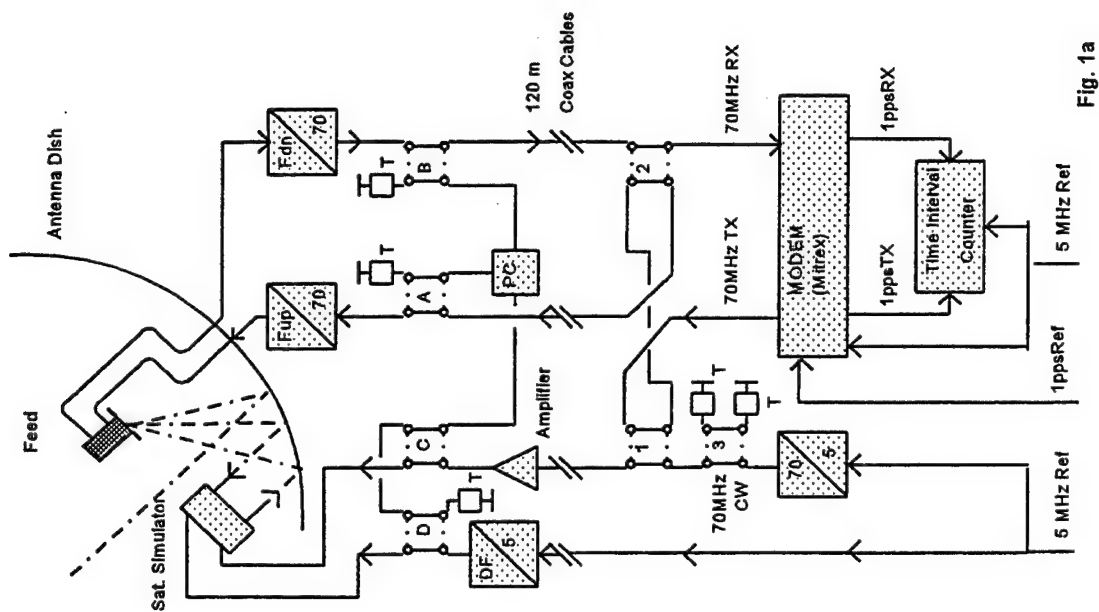 Antenna Dish
Feed
Sat. Simulator
Fdn
70
Fup
70
T
B
T
A
PC
C
D
T
DF
5
Amplifier
120 m
Coax Cables
2
1
3
T
T
70MHz
CW
70
5
70MHz RX
70MHz TX
MODEM
(Mitrex)
1ppsRX
1ppsTX
Time Interval
Counter
5 MHz Ref
1ppsRef
5 MHz Ref
Fig. 1a